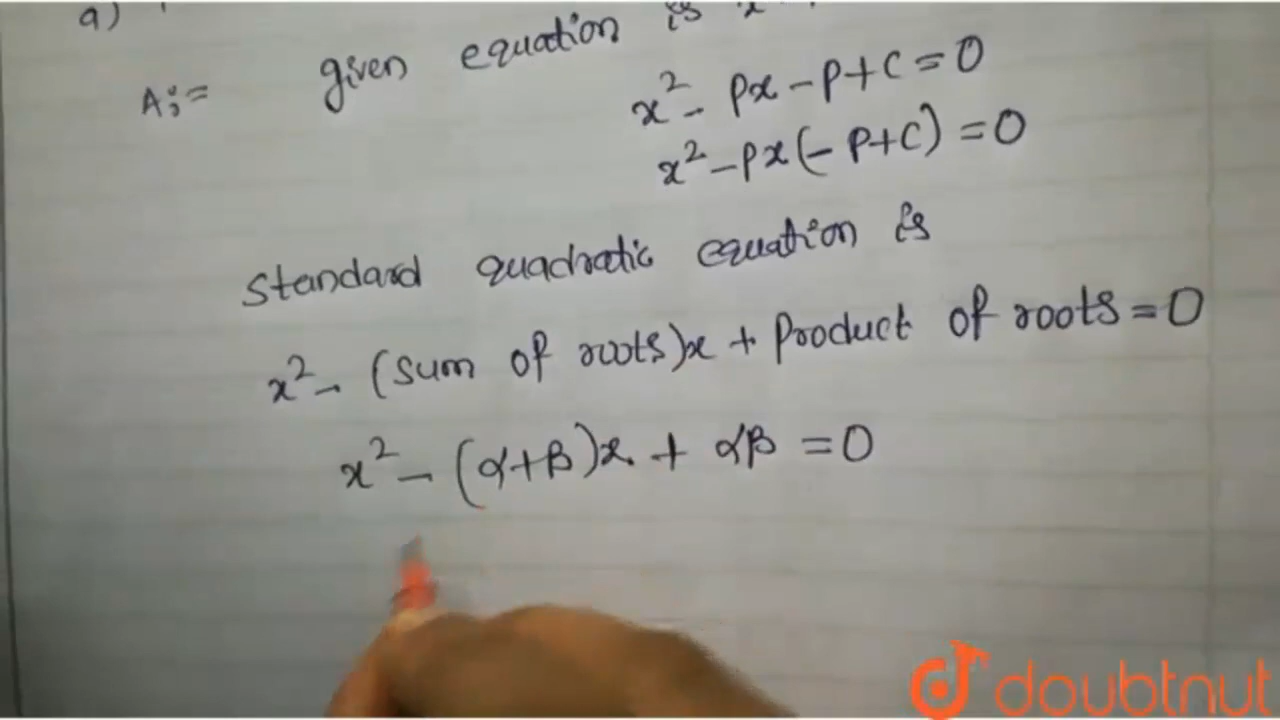 a)
A:= given equation is x
x² - px - p + c = 0
x² - px (- p + c) = 0
standard quadratic equation is
x² - (sum of roots)x + product of roots = 0
x² - (α+β)x + αβ = 0
doubtnut